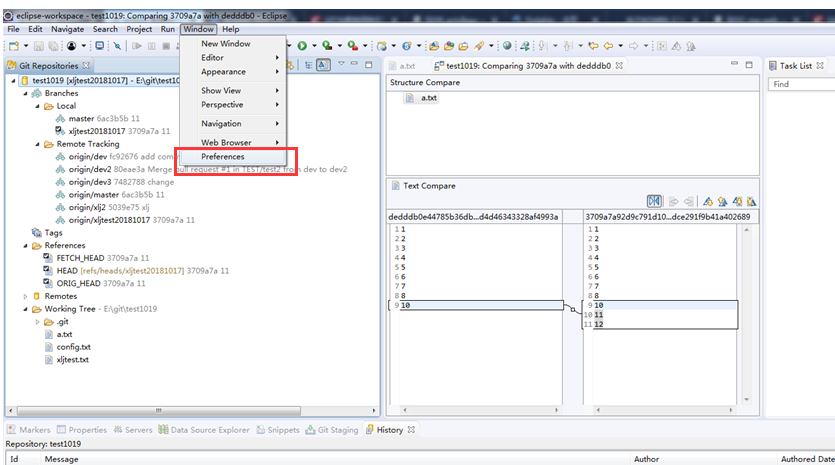 eclipse-workspace - test1019: Comparing 3709a7a with dedddb0 - Eclipse
File Edit Navigate Search Project Run Window Help
New Window
Editor
Appearance
Show View
Perspective
Navigation
Web Browser
Preferences
Git Repositories
test1019 [xljtest20181017] - E:\git\test10
Branches
Local
master 6ac3b5b 11
xljtest20181017 3709a7a 11
Remote Tracking
origin/dev fc92676 add com
origin/dev2 80eae3a Merge pull request #1 in TEST/test2 from dev to dev2
origin/dev3 7482788 change
origin/master 6ac3b5b 11
origin/xlj2 5039e75 xlj
origin/xljtest20181017 3709a7a 11
Tags
References
FETCH_HEAD 3709a7a 11
HEAD [refs/heads/xljtest20181017] 3709a7a 11
ORIG_HEAD 3709a7a 11
Remotes
Working Tree - E:\git\test1019
.git
a.txt
config.txt
xljtest.txt
a.txt test1019: Comparing 3709a7a with dedddb0
Structure Compare
a.txt
Text Compare
dedddb0e44785b36db...d4d46343328af4993a 3709a7a92d9c791d10...dce291f9b41a402689
1 1 1 1
2 2 2 2
3 3 3 3
4 4 4 4
5 5 5 5
6 6 6 6
7 7 7 7
8 8 8 8
9 10 9 10
10 11
11 12
Task List
Find
Markers Properties Servers Data Source Explorer Snippets Git Staging History
Repository: test1019
Id Message Author Authored Date